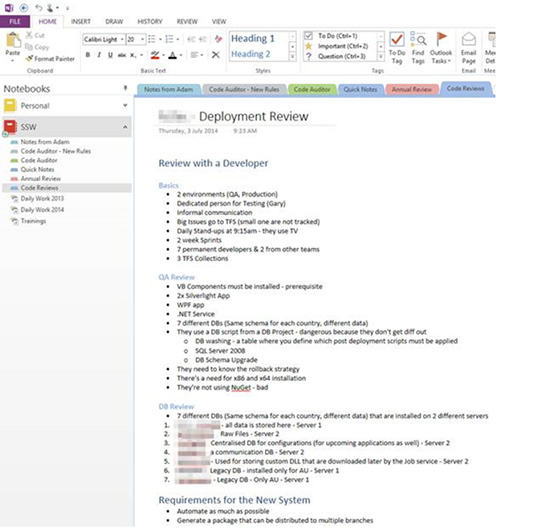 FILE HOME INSERT DRAW HISTORY REVIEW VIEW
Paste
Cut
Copy
Format Painter
Clipboard
Calibri Light 20
B I U abc X₂ A
Basic Text
Heading 1
Heading 2
Styles
To Do (Ctrl+1)
Important (Ctrl+2)
Question (Ctrl+3)
Tags
To Do Tag
Find Tags
Outlook Tasks
Email Page
Email
Notebooks
Personal
SSW
Notes from Adam
Code Auditor - New Rules
Code Auditor
Quick Notes
Annual Review
Code Reviews
Daily Work 2013
Daily Work 2014
Trainings
Notes from Adam Code Auditor - New Rules Code Auditor Quick Notes Annual Review Code Reviews
Deployment Review
Thursday, 3 July 2014 9:23 AM
Review with a Developer
Basics
• 2 environments (QA, Production)
• Dedicated person for Testing (Gary)
• Informal communication
• Big Issues go to TFS (small one are not tracked)
• Daily Stand-ups at 9:15am - they use TV
• 2 week Sprints
• 7 permanent developers & 2 from other teams
• 3 TFS Collections
QA Review
• VB Components must be installed - prerequisite
• 2x Silverlight App
• WPF app
• .NET Service
• 7 different DBs (Same schema for each country, different data)
• They use a DB script from a DB Project - dangerous because they don't get diff out
o DB washing - a table where you define which post deployment scripts must be applied
o SQL Server 2008
o DB Schema Upgrade
• They need to know the rollback strategy
• There's a need for x86 and x64 installation
• They're not using NuGet - bad
DB Review
• 7 different DBs (Same schema for each country, different data) that are installed on 2 different servers
1. - all data is stored here - Server 1
2. Raw Files - Server 2
3. Centralised DB for configurations (for upcoming applications as well) - Server 2
4. a communication DB - Server 2
5. - Used for storing custom DLL that are downloaded later by the Job service - Server 2
6. Legacy DB - installed only for AU - Server 1
7. - Legacy DB - Only AU - Server 1
Requirements for the New System
• Automate as much as possible
• Generate a package that can be distributed to multiple branches